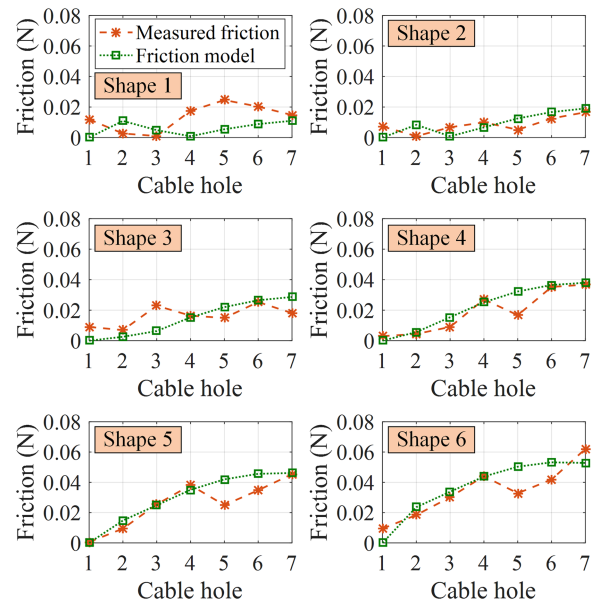 0.08
0.06
0.04
0.02
0
Friction (N)
Measured friction
Friction model
Shape 1
1 2 3 4 5 6 7
Cable hole
0.08
0.06
0.04
0.02
0
Friction (N)
Shape 2
1 2 3 4 5 6 7
Cable hole
0.08
0.06
0.04
0.02
0
Friction (N)
Shape 3
1 2 3 4 5 6 7
Cable hole
0.08
0.06
0.04
0.02
0
Friction (N)
Shape 4
1 2 3 4 5 6 7
Cable hole
0.08
0.06
0.04
0.02
0
Friction (N)
Shape 5
1 2 3 4 5 6 7
Cable hole
0.08
0.06
0.04
0.02
0
Friction (N)
Shape 6
1 2 3 4 5 6 7
Cable hole